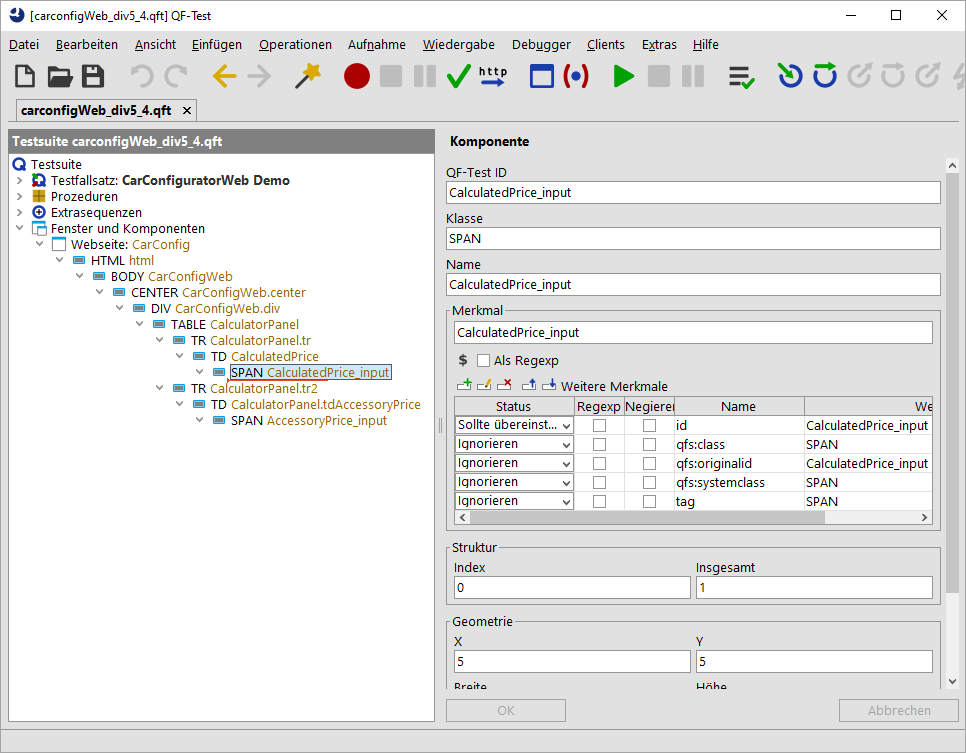 [carconfigWeb_div5_4.qft] QF-Test
Datei Bearbeiten Ansicht Einfügen Operationen Aufnahme Wiedergabe Debugger Clients Extras Hilfe
http
carconfigWeb_div5_4.qft ×
Testsuite carconfigWeb_div5_4.qft
Testsuite
Testfallsatz: CarConfiguratorWeb Demo
Prozeduren
Extrasequenzen
Fenster und Komponenten
Webseite: CarConfig
HTML html
BODY CarConfigWeb
CENTER CarConfigWeb.center
DIV CarConfigWeb.div
TABLE CalculatorPanel
TR CalculatorPanel.tr
TD CalculatedPrice
SPAN CalculatedPrice_input
TR CalculatorPanel.tr2
TD CalculatorPanel.tdAccessoryPrice
SPAN AccessoryPrice_input
Komponente
QF-Test ID
CalculatedPrice_input
Klasse
SPAN
Name
CalculatedPrice_input
Merkmal
CalculatedPrice_input
$ Als Regexp
Weitere Merkmale
Status Regexp Negieren Name We
Sollte übereinst... id CalculatedPrice_input
Ignorieren qfs:class SPAN
Ignorieren qfs:originalid CalculatedPrice_input
Ignorieren qfs:systemclass SPAN
Ignorieren tag SPAN
Struktur
Index Insgesamt
0 1
Geometrie
X Y
5 5
Breite Höhe
OK Abbrechen